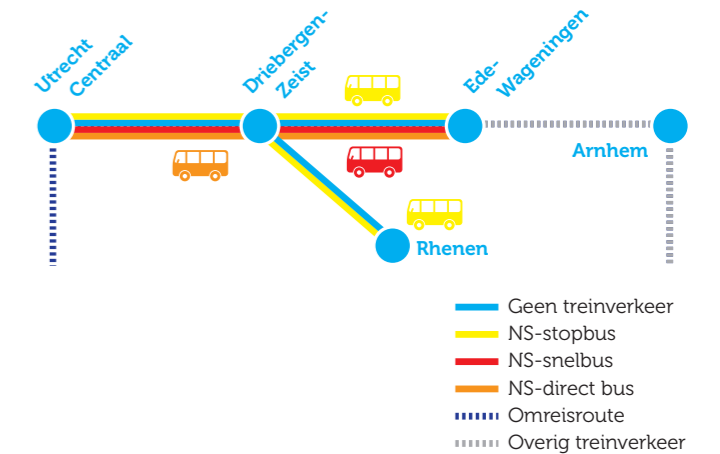 Utrecht
Centraal
Driebergen-
Zeist
Ede-
Wageningen
Arnhem
Rhenen
Geen treinverkeer
NS-stopbus
NS-snelbus
NS-direct bus
Omreisroute
Overig treinverkeer